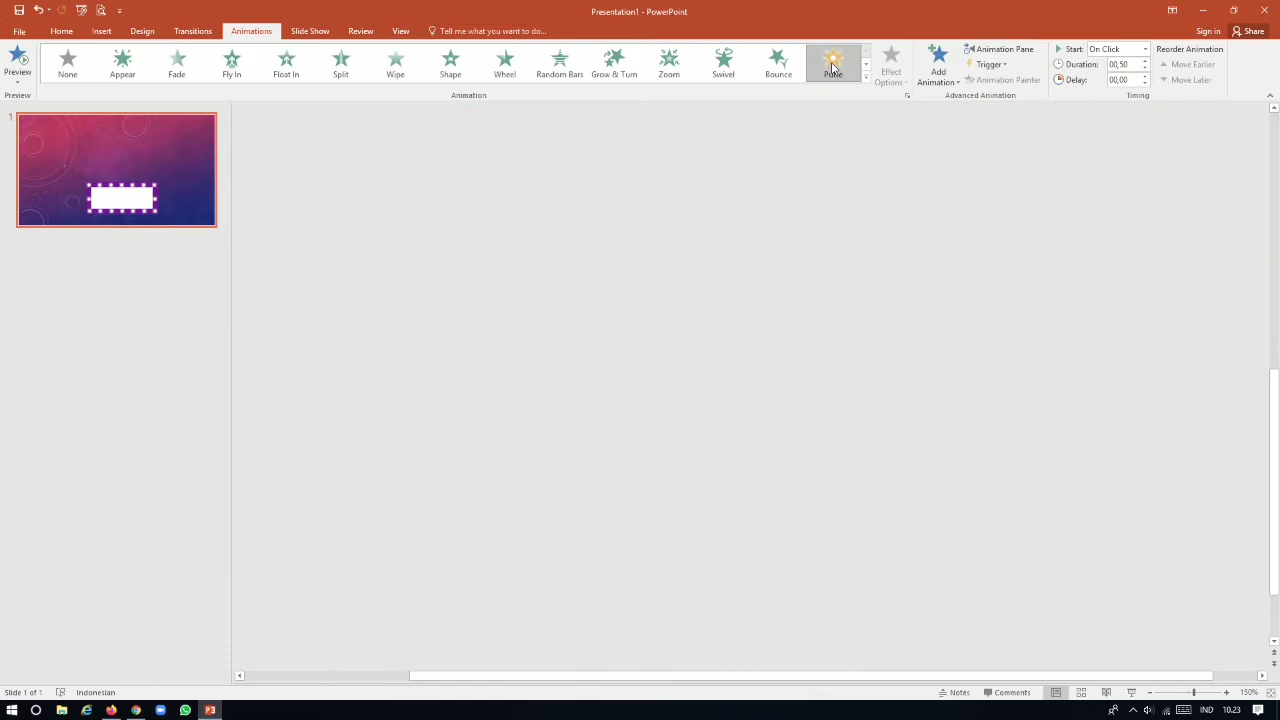 Presentation1 - PowerPoint
File Home Insert Design Transitions Animations Slide Show Review View Tell me what you want to do... Sign in Share
Preview None Appear Fade Fly In Float In Split Wipe Shape Wheel Random Bars Grow & Turn Zoom Swivel Bounce Pulse Effect Options Add Animation
Animation Pane
Trigger
Animation Painter
Start: On Click
Duration: 00,50
Delay: 00,00
Reorder Animation
Move Earlier
Move Later
Preview Animation Advanced Animation Timing
1
Slide 1 of 1 Indonesian Notes Comments 150%
IND 10.23